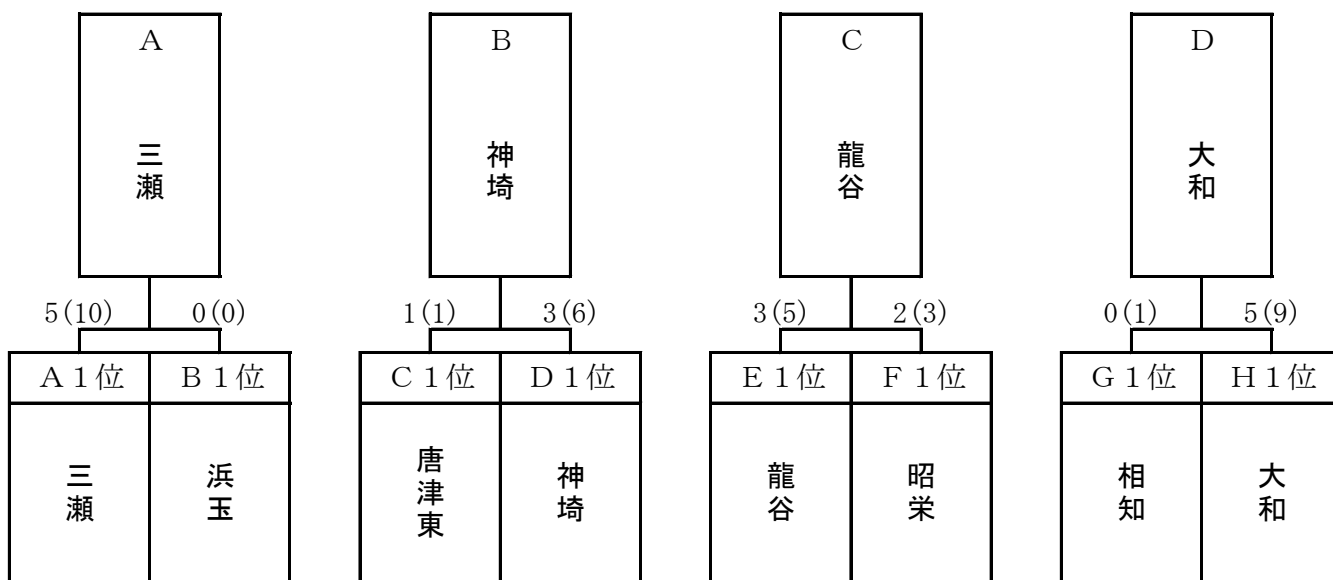 A B C D
三瀬 神埼 龍谷 大和
5(10) 0(0) 1(1) 3(6) 3(5) 2(3) 0(1) 5(9)
A1位 B1位 C1位 D1位 E1位 F1位 G1位 H1位
三瀬 浜玉 唐津東 神埼 龍谷 昭栄 相知 大和